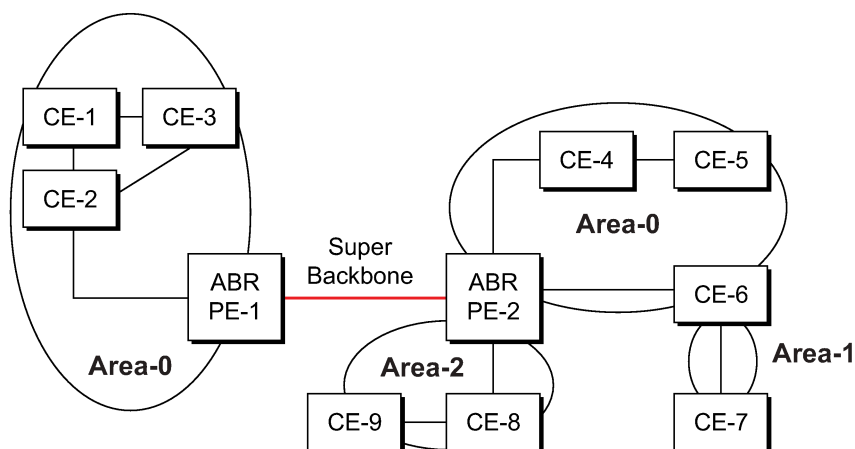 CE-1
CE-3
CE-2
ABR
PE-1
Area-0
Super
Backbone
CE-4
CE-5
Area-0
ABR
PE-2
CE-6
Area-2
Area-1
CE-9
CE-8
CE-7